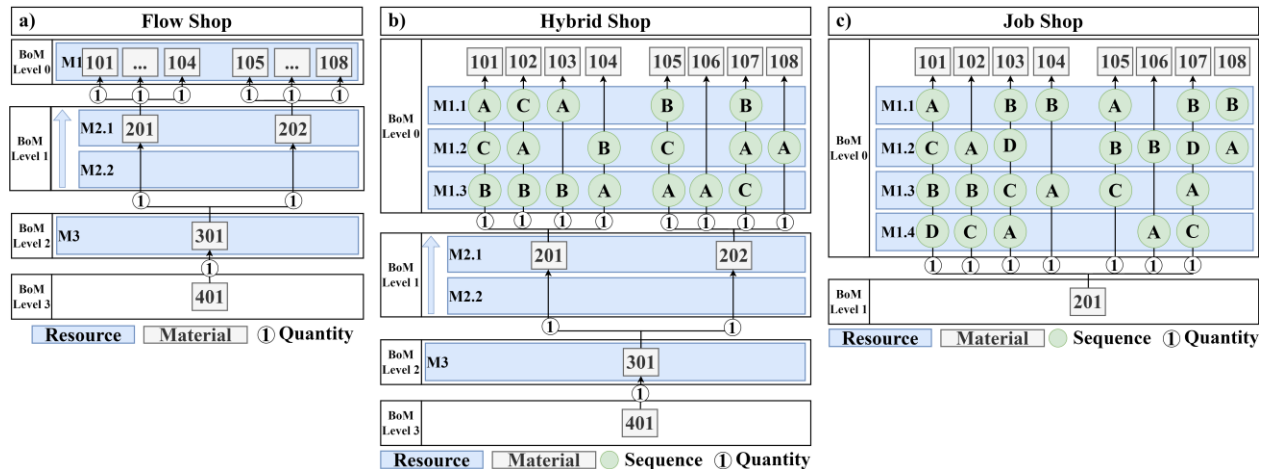 a) Flow Shop
BoM Level 0
M1 101 ... 104 105 ... 108
1 1 1 1 1 1
BoM Level 1
M2.1 201 202
M2.2
1 1
BoM Level 2
M3 301
1
BoM Level 3
401
Resource Material 1 Quantity
b) Hybrid Shop
BoM Level 0
101 102 103 104 105 106 107 108
M1.1 A C A B B
M1.2 C A B C A A
M1.3 B B B A A A C
1 1 1 1 1 1 1 1
BoM Level 1
M2.1 201 202
M2.2
1 1
BoM Level 2
M3 301
1
BoM Level 3
401
Resource Material Sequence 1 Quantity
c) Job Shop
BoM Level 0
101 102 103 104 105 106 107 108
M1.1 A B B A B B
M1.2 C A D B B D A
M1.3 B B C A C A
M1.4 D C A A C
1 1 1 1 1 1 1
BoM Level 1
201
Resource Material Sequence 1 Quantity